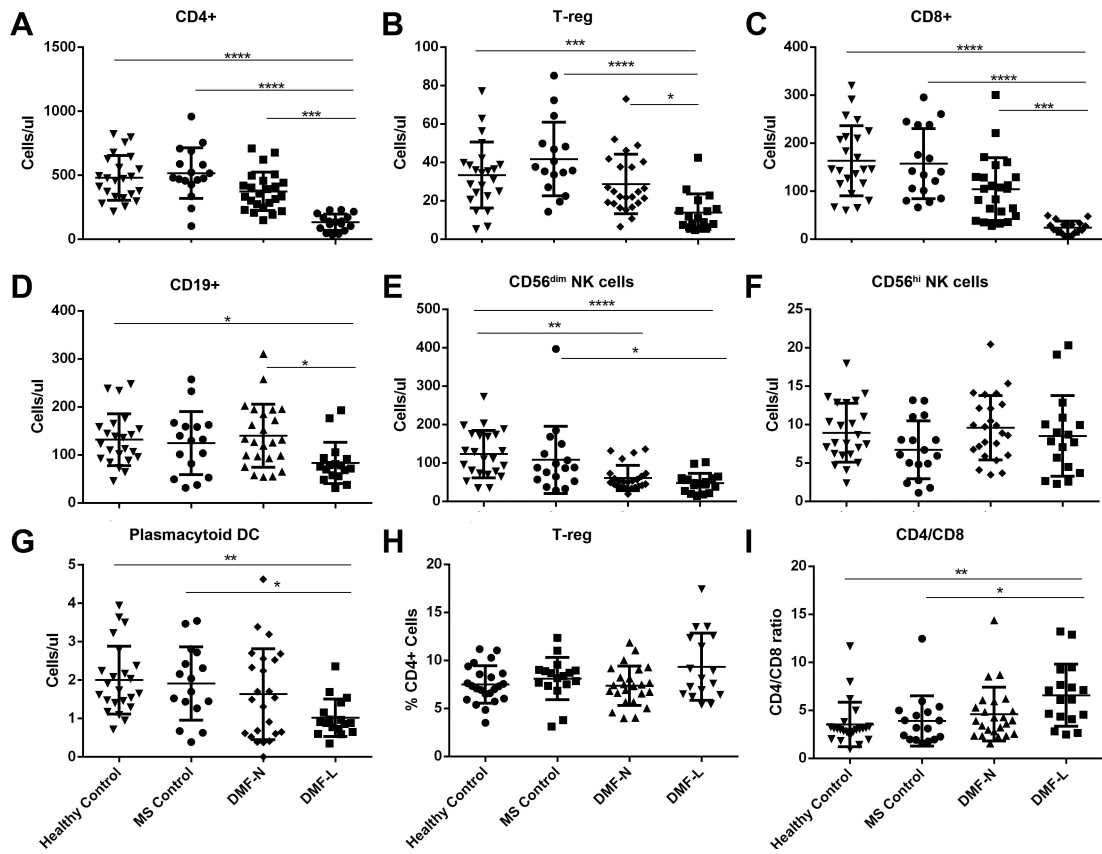 A
CD4+
Cells/ul
1500
1000
500
0
****
****
***
B
T-reg
Cells/ul
100
80
60
40
20
0
***
****
*
C
CD8+
Cells/ul
400
300
200
100
0
****
****
***
D
CD19+
Cells/ul
400
300
200
100
0
*
*
E
CD56dim NK cells
Cells/ul
500
400
300
200
100
0
****
**
*
F
CD56hi NK cells
Cells/ul
25
20
15
10
5
0
G
Plasmacytoid DC
Cells/ul
5
4
3
2
1
0
**
*
Healthy Control
MS Control
DMF-N
DMF-L
H
T-reg
% CD4+ Cells
20
15
10
5
0
Healthy Control
MS Control
DMF-N
DMF-L
I
CD4/CD8
CD4/CD8 ratio
20
15
10
5
0
**
*
Healthy Control
MS Control
DMF-N
DMF-L